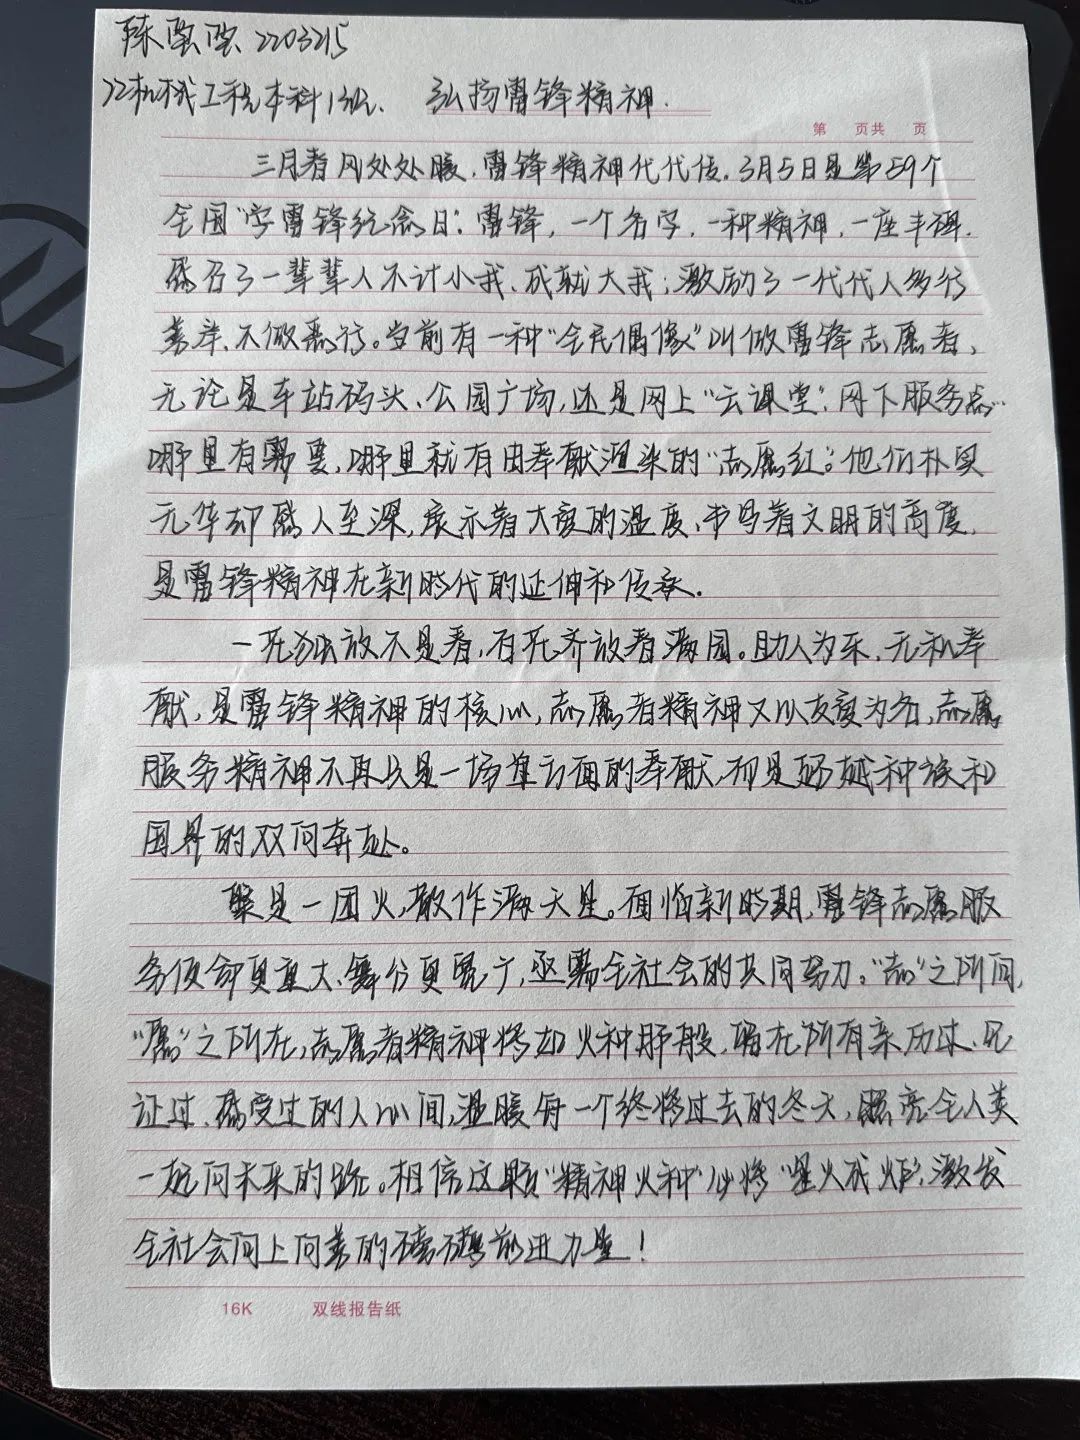 陈 2203215
22机械工程本科1班. 弘扬雷锋精神.
第 页共 页
三月春风处处暖,雷锋精神代代传。3月5日是第59个
全国“学雷锋纪念日”。雷锋,一个名字,一种精神,一座丰碑,
感召了一辈辈人不计小我、成就大我;激励了一代代人多行
善举、不做恶行。当前有一种“全民偶像”叫做雷锋志愿者,
无论是车站码头、公园广场,还是网上“云课堂”、网下服务点…
哪里有需要,哪里就有由奉献渲染的“志愿红”。他们朴实
无华却感人至深,展示着大爱的温度、书写着文明的高度,
是雷锋精神在新时代的延伸和传承.
一花独放不是春,百花齐放春满园。助人为乐、无私奉
献,是雷锋精神的核心,志愿者精神又以友爱为名,志愿
服务精神不再只是一场单方面的奉献,而是跨越种族和
国界的双向奔赴。
聚是一团火,散作满天星。面临新时期,雷锋志愿服
务使命更重大、舞台更宽广,亟需全社会的共同努力。“志”之所向,
“愿”之所在,志愿者精神将如火种那般,埋在所有亲历过、见
证过、感受过的人心间,温暖每一个终将过去的冬天,照亮全人类
一起向未来的路。相信这颗“精神火种”必将“星火成炬”,激发
全社会向上向善的磅礴前进力量!
16K 双线报告纸